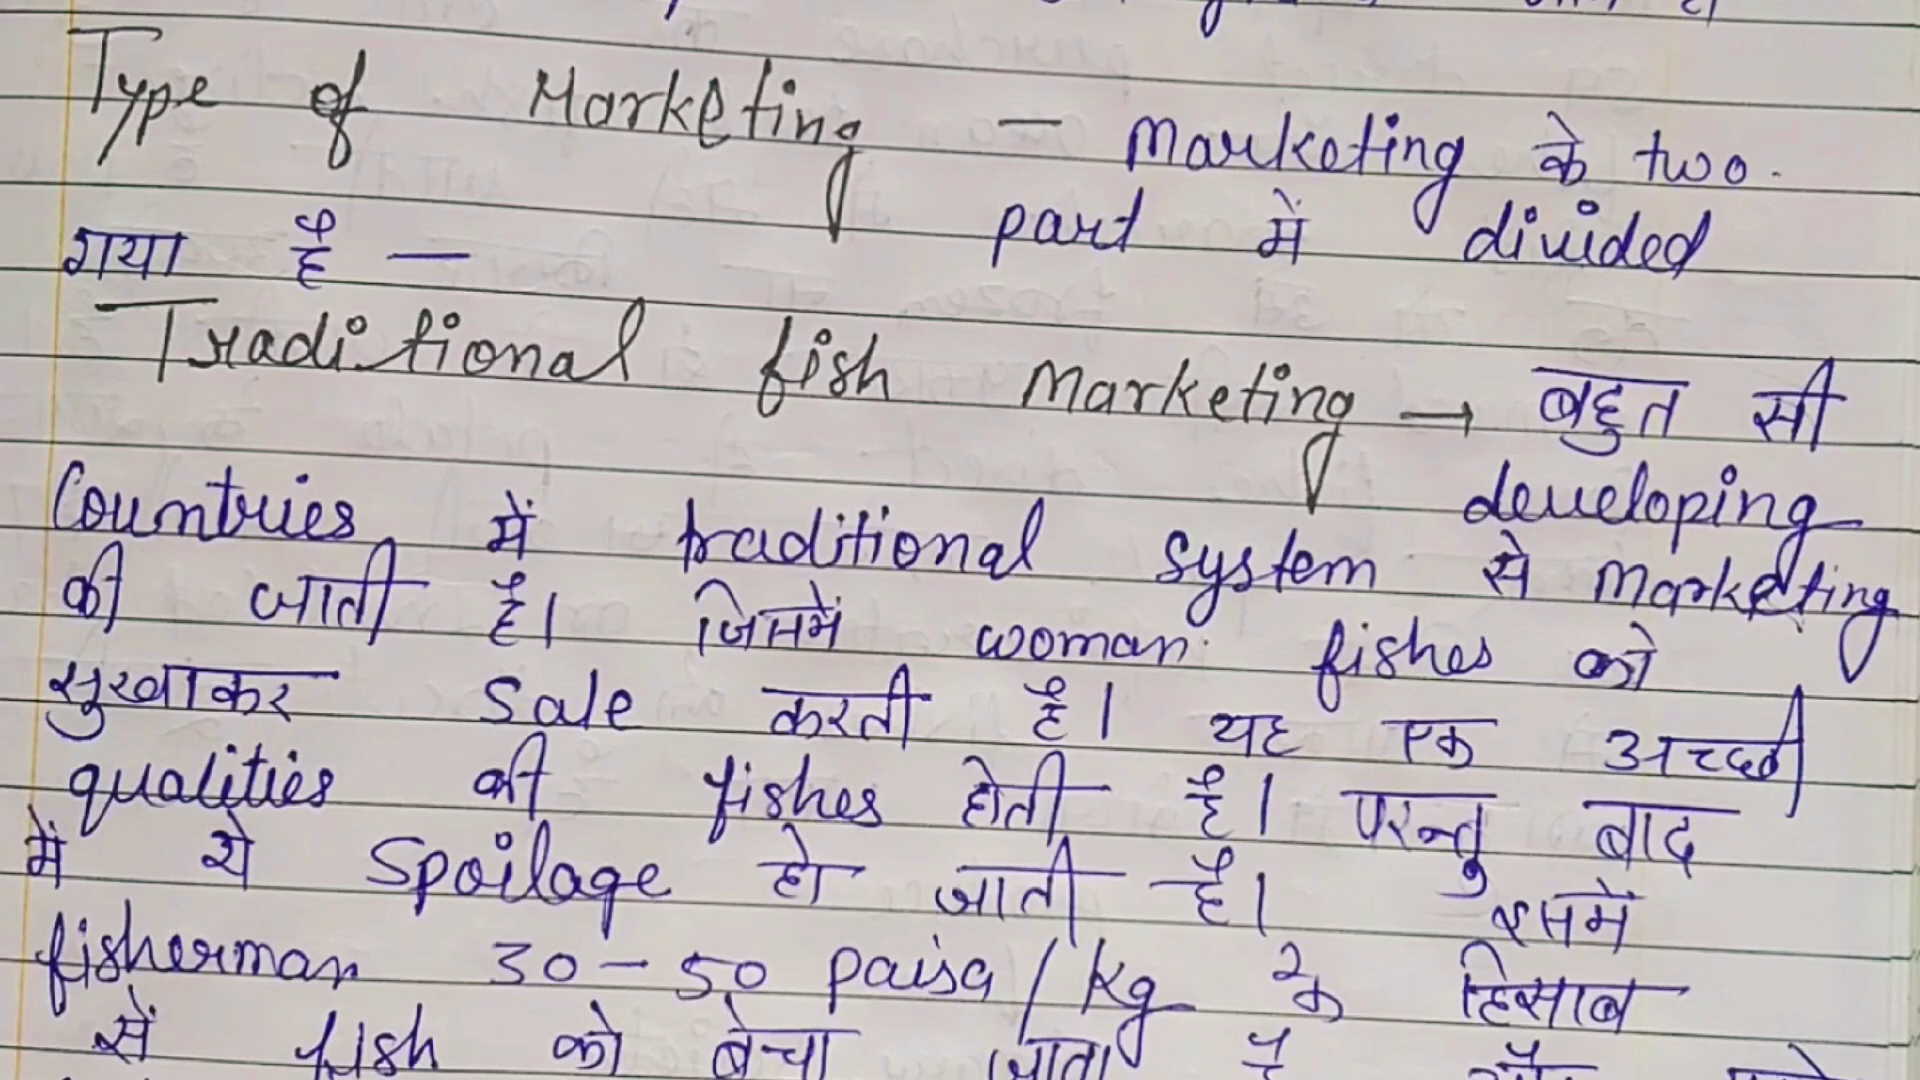 Type of Marketing – Marketing के two
part में divided
गया है —
Traditional fish Marketing → बहुत सी
developing
Countries में traditional system से Marketing
की जाती है। जिसमें woman fishes को
सुखाकर Sale करती है। यह एक अच्छी
qualities की fishes होती है। परन्तु बाद
में ये Spoilage हो जाती है। इसमें
fisherman 30-50 paisa/kg के हिसाब
से fish को बेचा जाता है